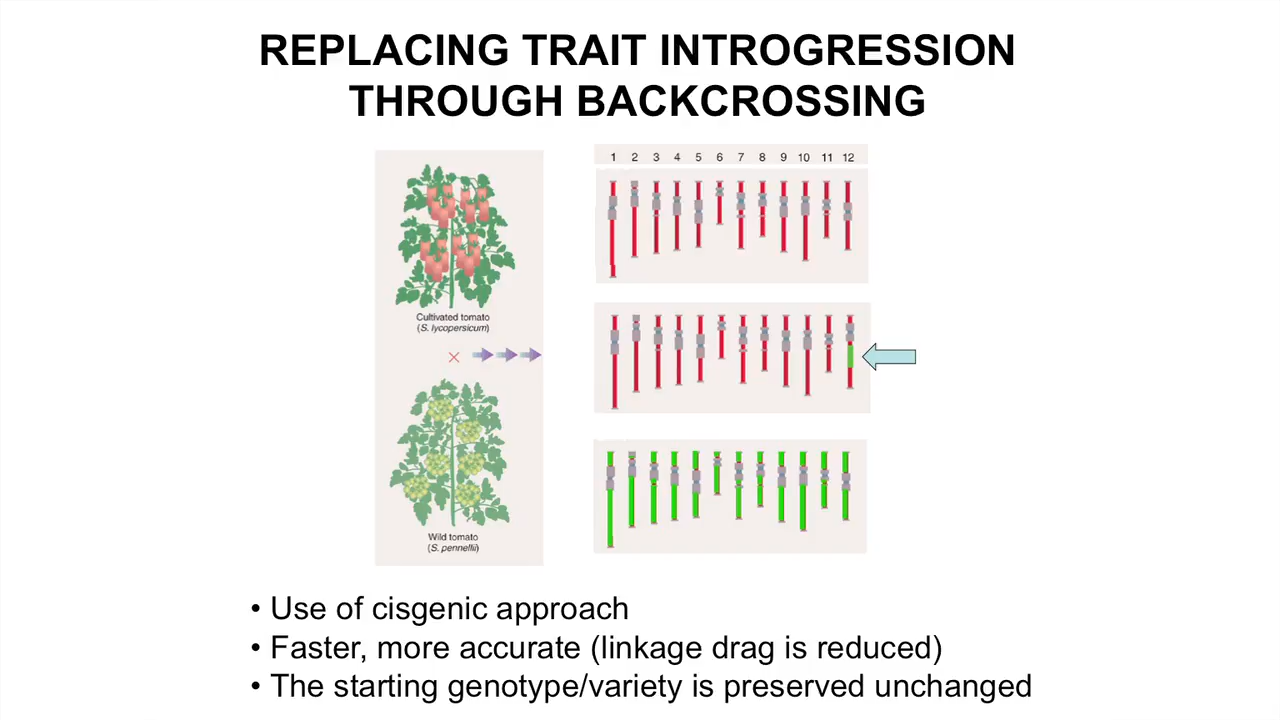 REPLACING TRAIT INTROGRESSION
THROUGH BACKCROSSING
1 2 3 4 5 6 7 8 9 10 11 12
Cultivated tomato
(S. lycopersicum)
×
Wild tomato
(S. pennellii)
• Use of cisgenic approach
• Faster, more accurate (linkage drag is reduced)
• The starting genotype/variety is preserved unchanged